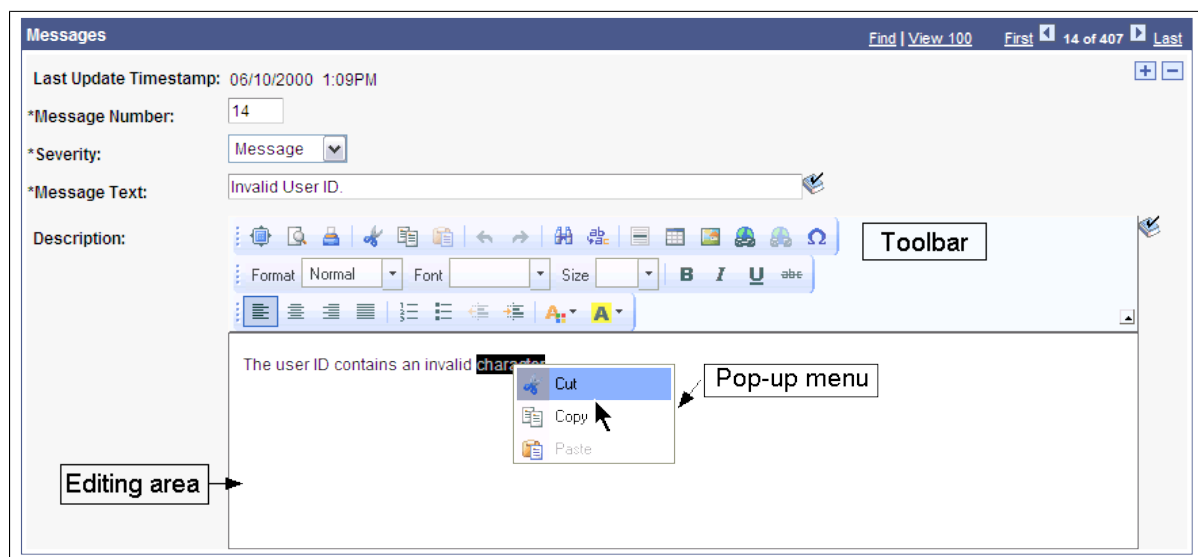 Messages Find | View 100 First 14 of 407 Last
Last Update Timestamp: 06/10/2000 1:09PM
*Message Number: 14
*Severity: Message
*Message Text: Invalid User ID.
Description:
Toolbar
Format Normal Font Size B I U abc
A A
The user ID contains an invalid character
Cut
Pop-up menu
Copy
Paste
Editing area